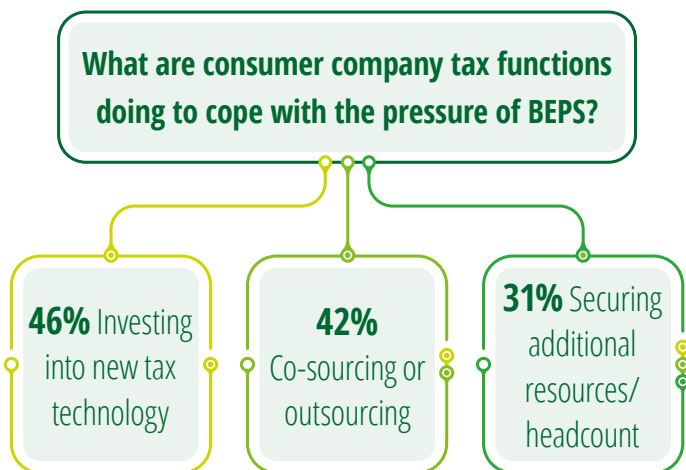 What are consumer company tax functions
doing to cope with the pressure of BEPS?
46% Investing
into new tax
technology
42%
Co-sourcing or
outsourcing
31% Securing
additional
resources/
headcount